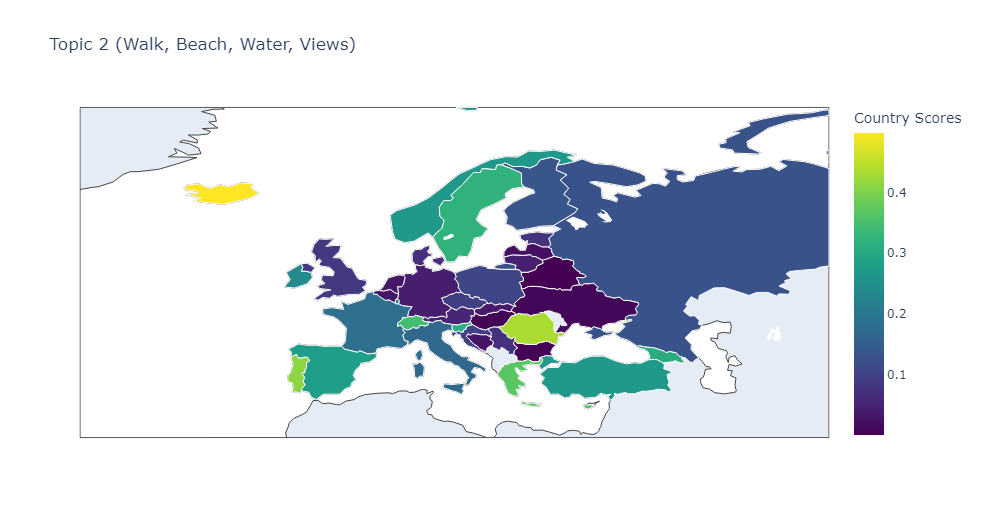 Topic 2 (Walk, Beach, Water, Views)
Country Scores
0.4
0.3
0.2
0.1